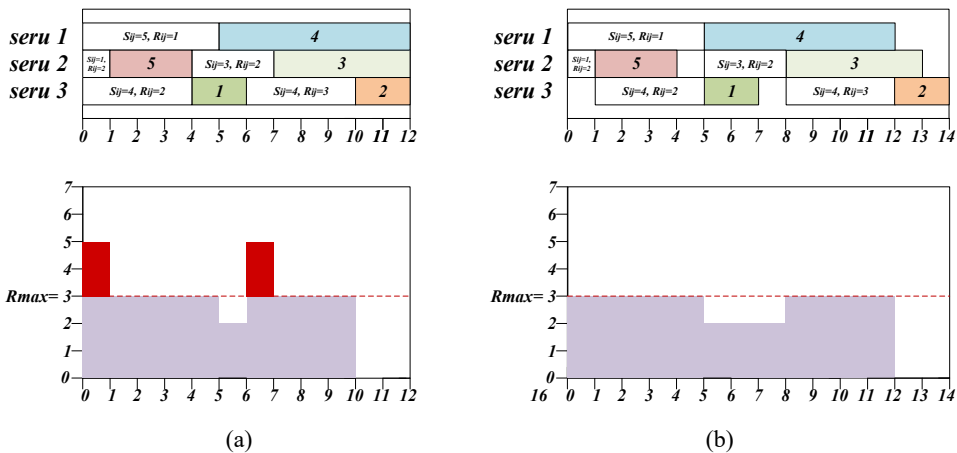 seru 1 Sij=5, Rij=1 4
seru 2 Sij=1, Rij=2 5 Sij=3, Rij=2 3
seru 3 Sij=4, Rij=2 1 Sij=4, Rij=3 2
0 1 2 3 4 5 6 7 8 9 10 11 12
seru 1 Sij=5, Rij=1 4
seru 2 Sij=1, Rij=2 5 Sij=3, Rij=2 3
seru 3 Sij=4, Rij=2 1 Sij=4, Rij=3 2
0 1 2 3 4 5 6 7 8 9 10 11 12 13 14
7
6
5
4
Rmax= 3
2
1
0
0 1 2 3 4 5 6 7 8 9 10 11 12
(a)
7
6
5
4
Rmax= 3
2
1
0
16 0 1 2 3 4 5 6 7 8 9 10 11 12 13 14
(b)